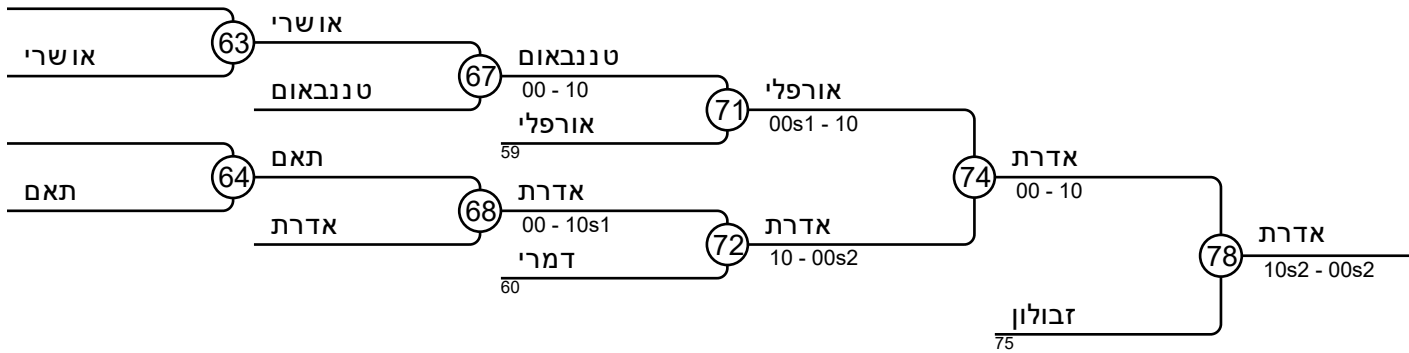 63
אושרי
אושרי
67
טננבאום
00 - 10
טננבאום
71
אורפלי
00s1 - 10
אורפלי
59
64
תאם
תאם
68
אדרת
00 - 10s1
אדרת
72
אדרת
10 - 00s2
דמרי
60
74
אדרת
00 - 10
78
אדרת
10s2 - 00s2
זבולון
75